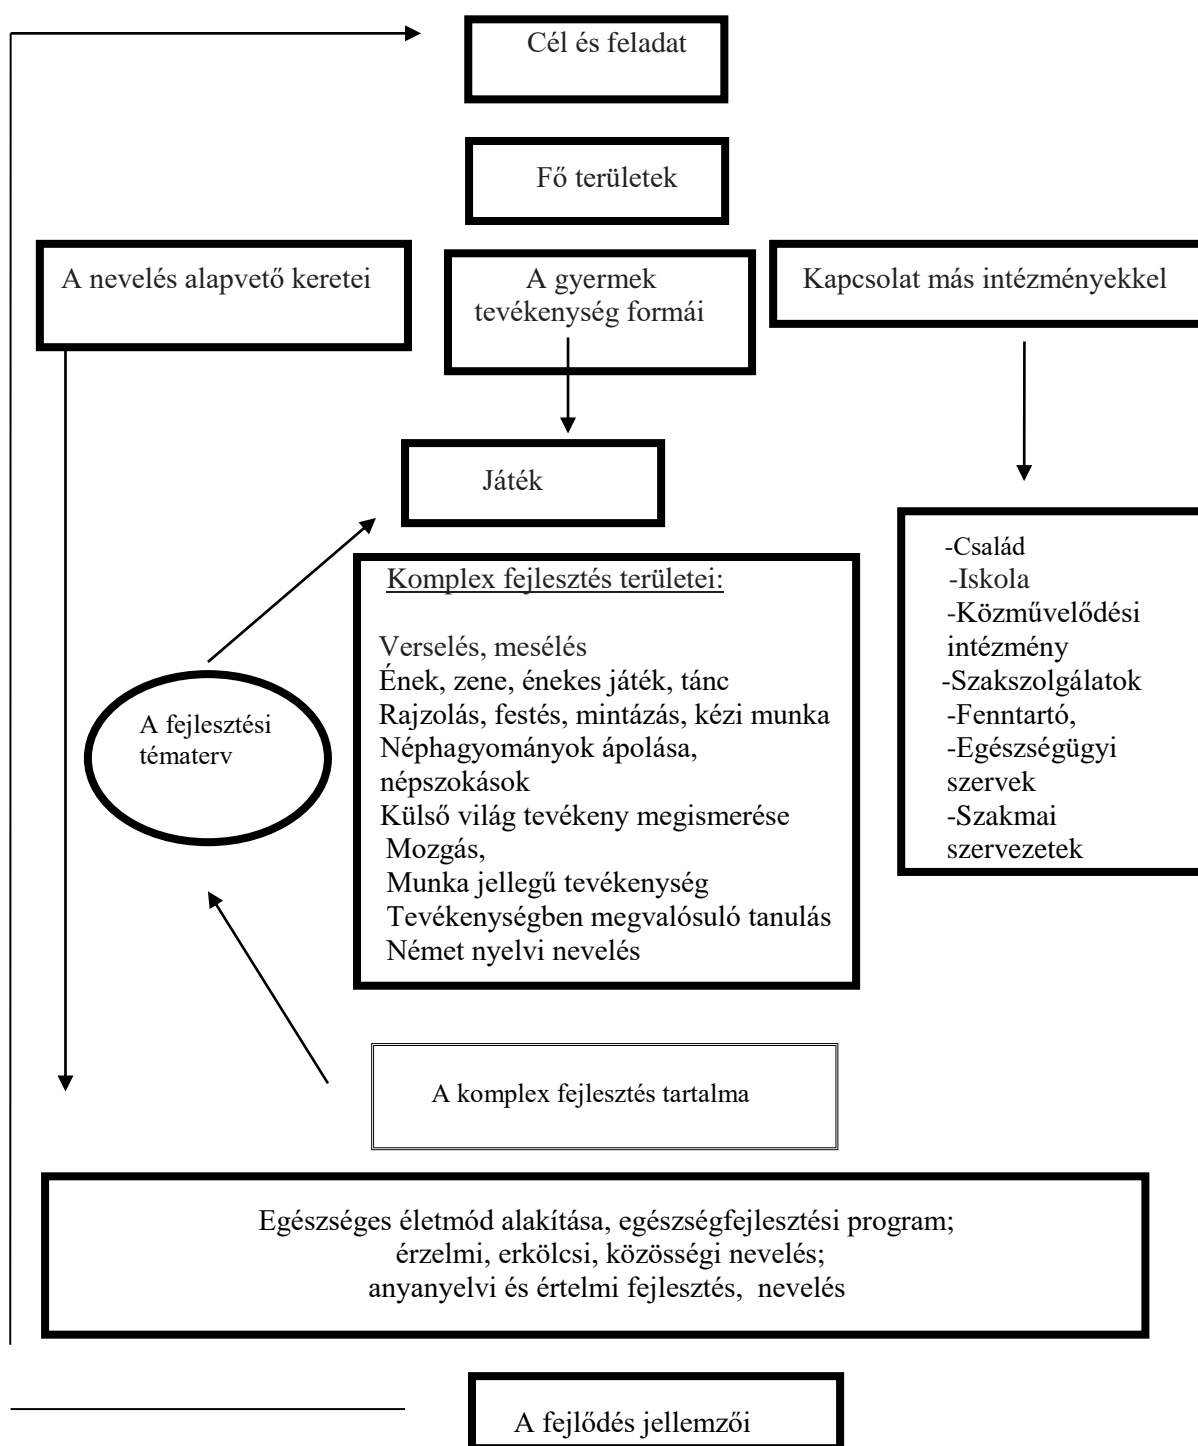 Cél és feladat
Fő területek
A nevelés alapvető keretei
A gyermek
tevékenység formái
Kapcsolat más intézményekkel
Játék
-Család
-Iskola
-Közművelődési
intézmény
-Szakszolgálatok
-Fenntartó,
-Egészségügyi
szervek
-Szakmai
szervezetek
Komplex fejlesztés területei:
Verselés, mesélés
Ének, zene, énekes játék, tánc
Rajzolás, festés, mintázás, kézi munka
Néphagyományok ápolása,
népszokások
Külső világ tevékeny megismerése
Mozgás,
Munka jellegű tevékenység
Tevékenységben megvalósuló tanulás
Német nyelvi nevelés
A fejlesztési
tématerv
A komplex fejlesztés tartalma
Egészséges életmód alakítása, egészségfejlesztési program;
érzelmi, erkölcsi, közösségi nevelés;
anyanyelvi és értelmi fejlesztés, nevelés
A fejlődés jellemzői